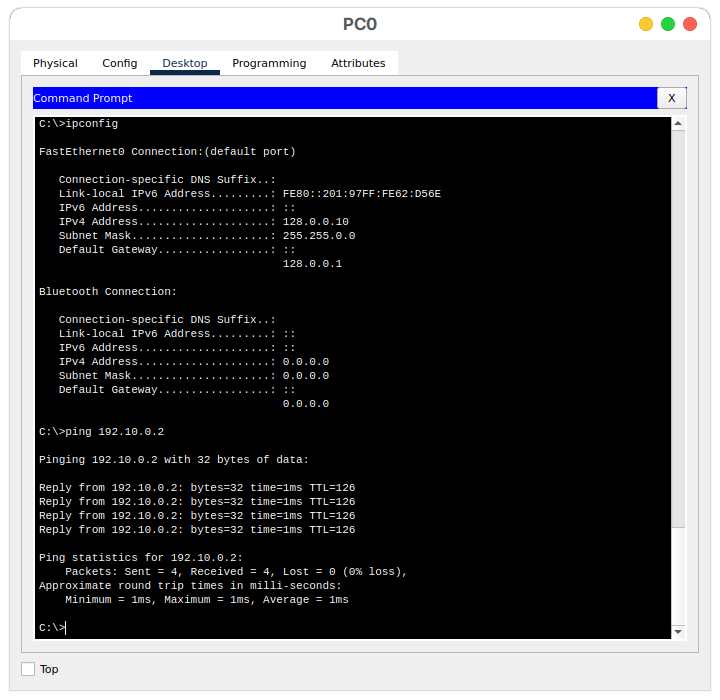 PC0
Physical Config Desktop Programming Attributes
Command Prompt X
C:\>ipconfig
FastEthernet0 Connection:(default port)
Connection-specific DNS Suffix..:
Link-local IPv6 Address.........: FE80::201:97FF:FE62:D56E
IPv6 Address....................: ::
IPv4 Address....................: 128.0.0.10
Subnet Mask.....................: 255.255.0.0
Default Gateway.................: ::
128.0.0.1
Bluetooth Connection:
Connection-specific DNS Suffix..:
Link-local IPv6 Address.........: ::
IPv6 Address....................: ::
IPv4 Address....................: 0.0.0.0
Subnet Mask.....................: 0.0.0.0
Default Gateway.................: ::
0.0.0.0
C:\>ping 192.10.0.2
Pinging 192.10.0.2 with 32 bytes of data:
Reply from 192.10.0.2: bytes=32 time=1ms TTL=126
Reply from 192.10.0.2: bytes=32 time=1ms TTL=126
Reply from 192.10.0.2: bytes=32 time=1ms TTL=126
Reply from 192.10.0.2: bytes=32 time=1ms TTL=126
Ping statistics for 192.10.0.2:
Packets: Sent = 4, Received = 4, Lost = 0 (0% loss),
Approximate round trip times in milli-seconds:
Minimum = 1ms, Maximum = 1ms, Average = 1ms
C:\>
Top